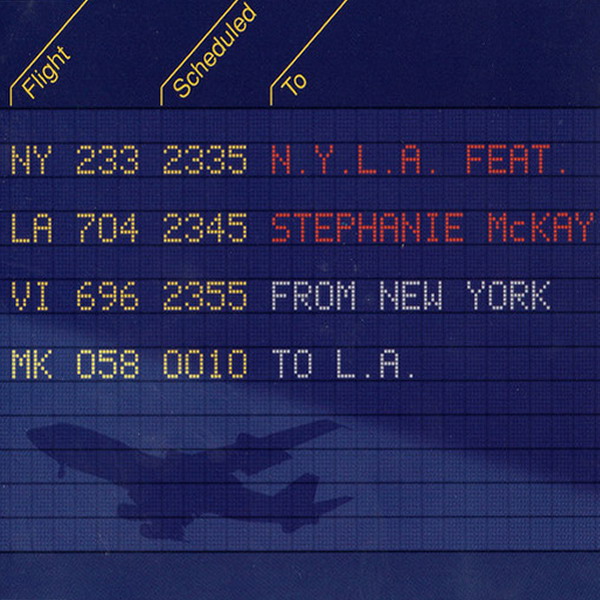 Flight Scheduled To
NY 233 2335 N.Y.L.A. FEAT.
LA 704 2345 STEPHANIE McKAY
VI 696 2355 FROM NEW YORK
MK 058 0010 TO L.A.